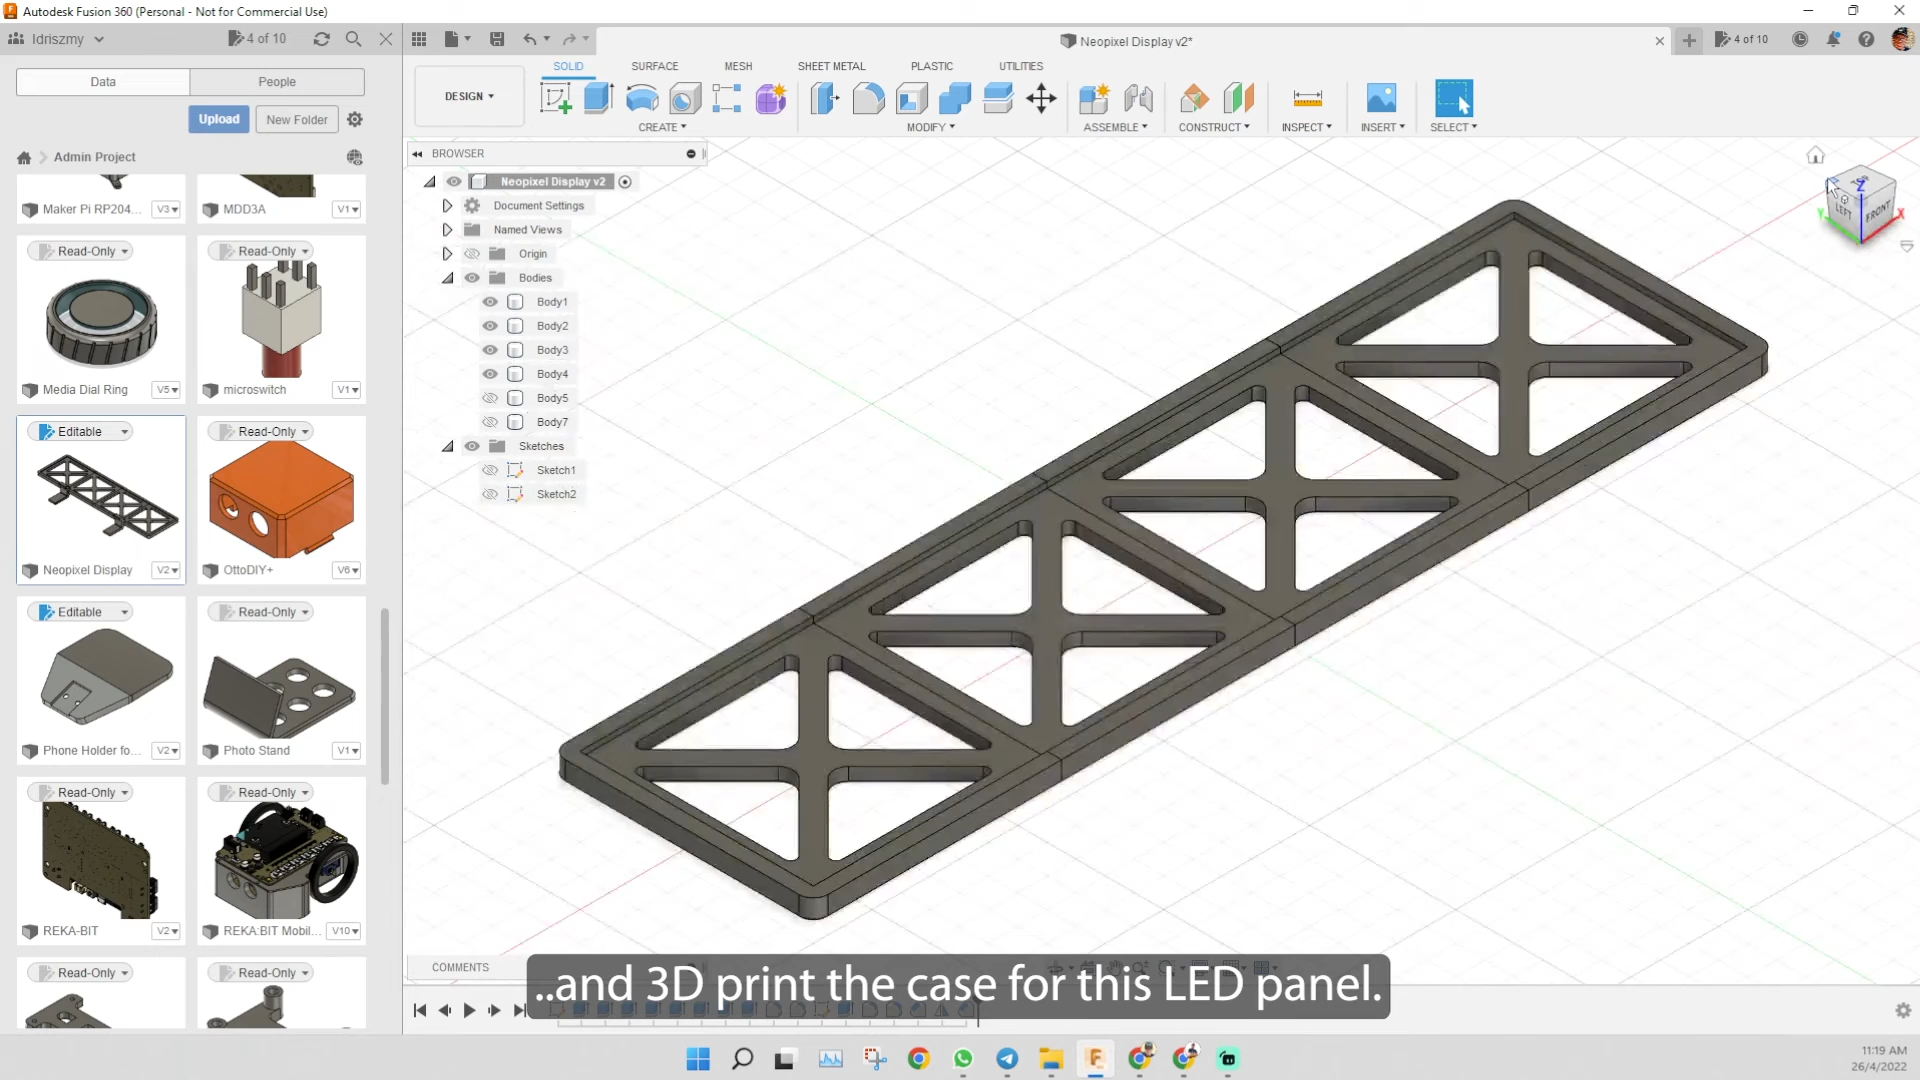 Autodesk Fusion 360 (Personal - Not for Commercial Use)
Idriszmy
4 of 10
Neopixel Display v2*
4 of 10
Data
People
Upload
New Folder
Admin Project
Maker Pi RP204...
V3
MDD3A
V1
Read-Only
Media Dial Ring
V5
Read-Only
microswitch
V1
Editable
Neopixel Display
V2
Read-Only
OttoDIY+
V6
Editable
Phone Holder fo...
V2
Read-Only
Photo Stand
V1
Read-Only
REKA-BIT
V2
Read-Only
REKA:BIT Mobil...
V10
Read-Only
Read-Only
DESIGN
SOLID
SURFACE
MESH
SHEET METAL
PLASTIC
UTILITIES
CREATE
MODIFY
ASSEMBLE
CONSTRUCT
INSPECT
INSERT
SELECT
BROWSER
Neopixel Display v2
Document Settings
Named Views
Origin
Bodies
Body1
Body2
Body3
Body4
Body5
Body7
Sketches
Sketch1
Sketch2
Z
LEFT
FRONT
Y
X
COMMENTS
..and 3D print the case for this LED panel.
11:19 AM
26/4/2022